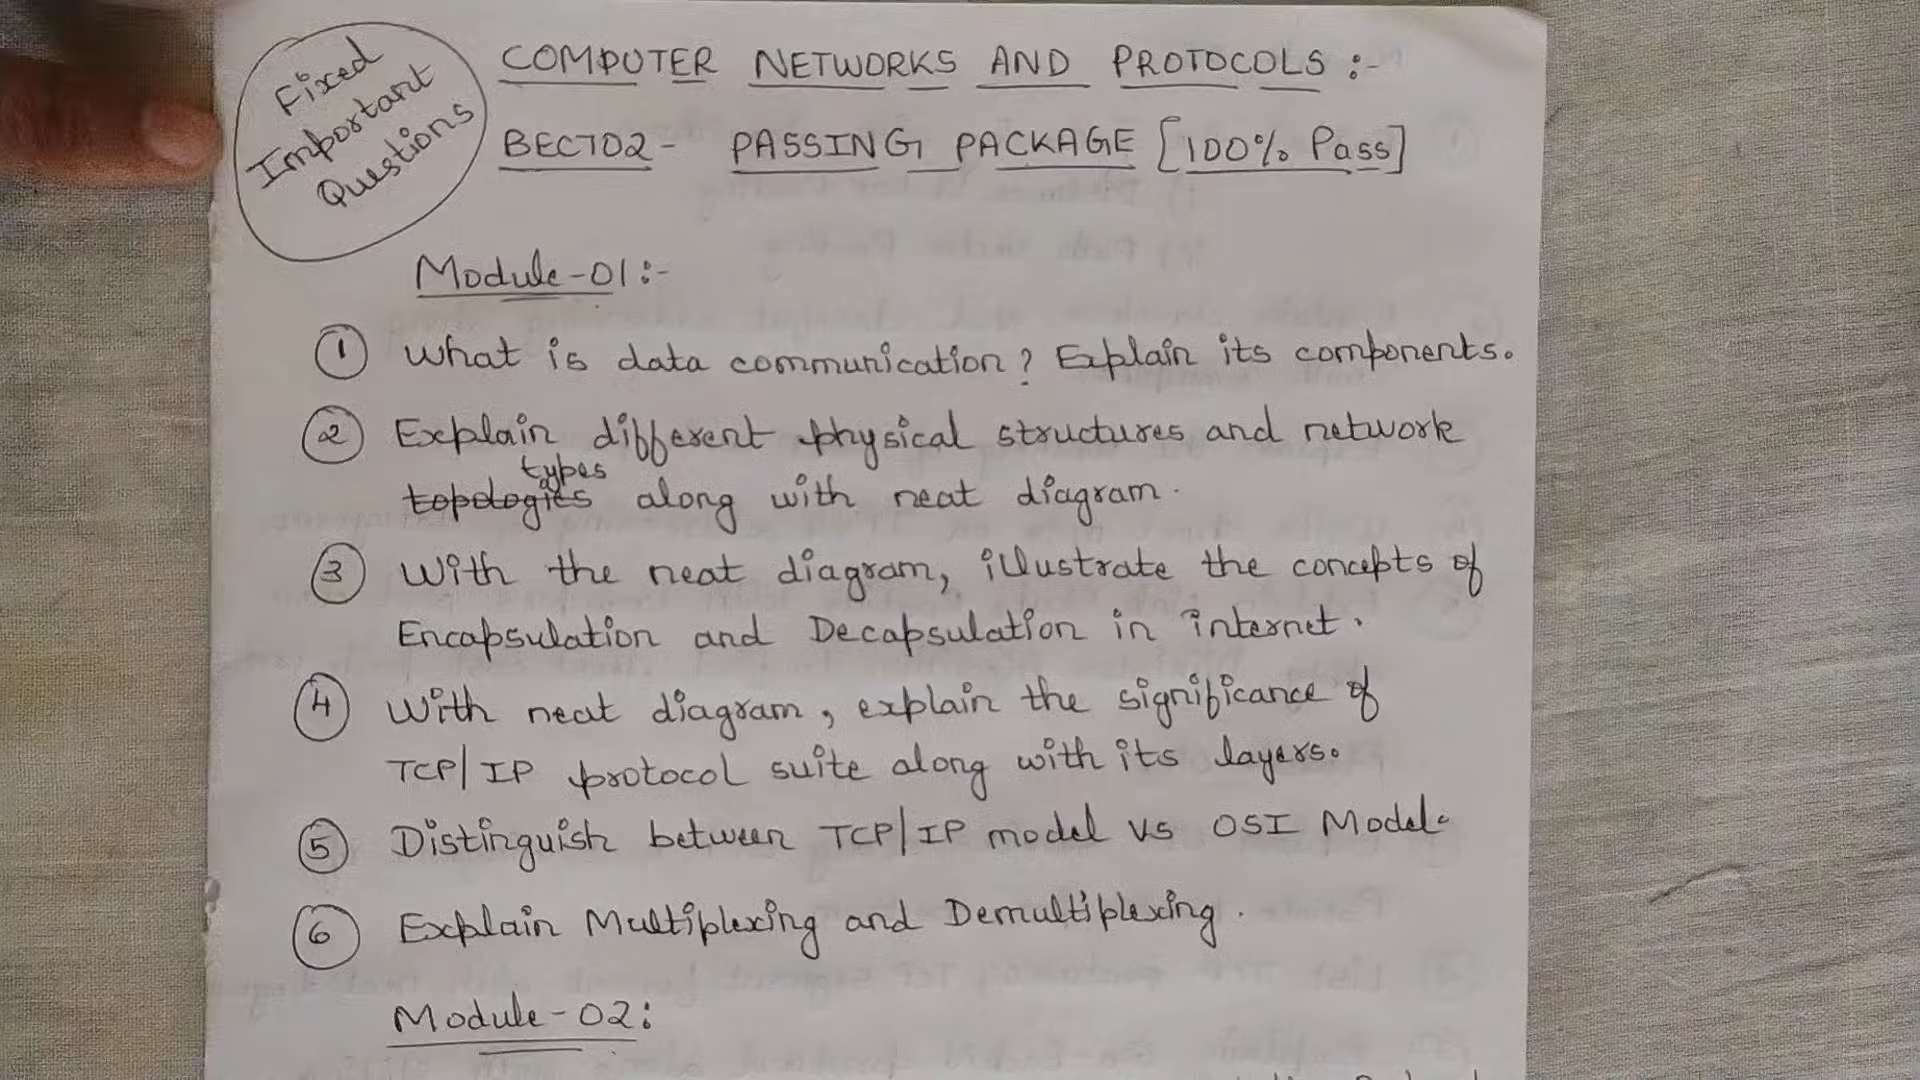 Fixed
Important
Questions
COMPUTER NETWORKS AND PROTOCOLS :-
BEC702 - PASSING PACKAGE [100% Pass]
Module-01:-
1 What is data communication? Explain its components.
2 Explain different physical structures and network
types
topologies along with neat diagram.
3 With the neat diagram, illustrate the concepts of
Encapsulation and Decapsulation in internet.
4 With neat diagram, explain the significance of
TCP/IP protocol suite along with its layers.
5 Distinguish between TCP/IP model vs OSI Model.
6 Explain Multiplexing and Demultiplexing.
Module-02: